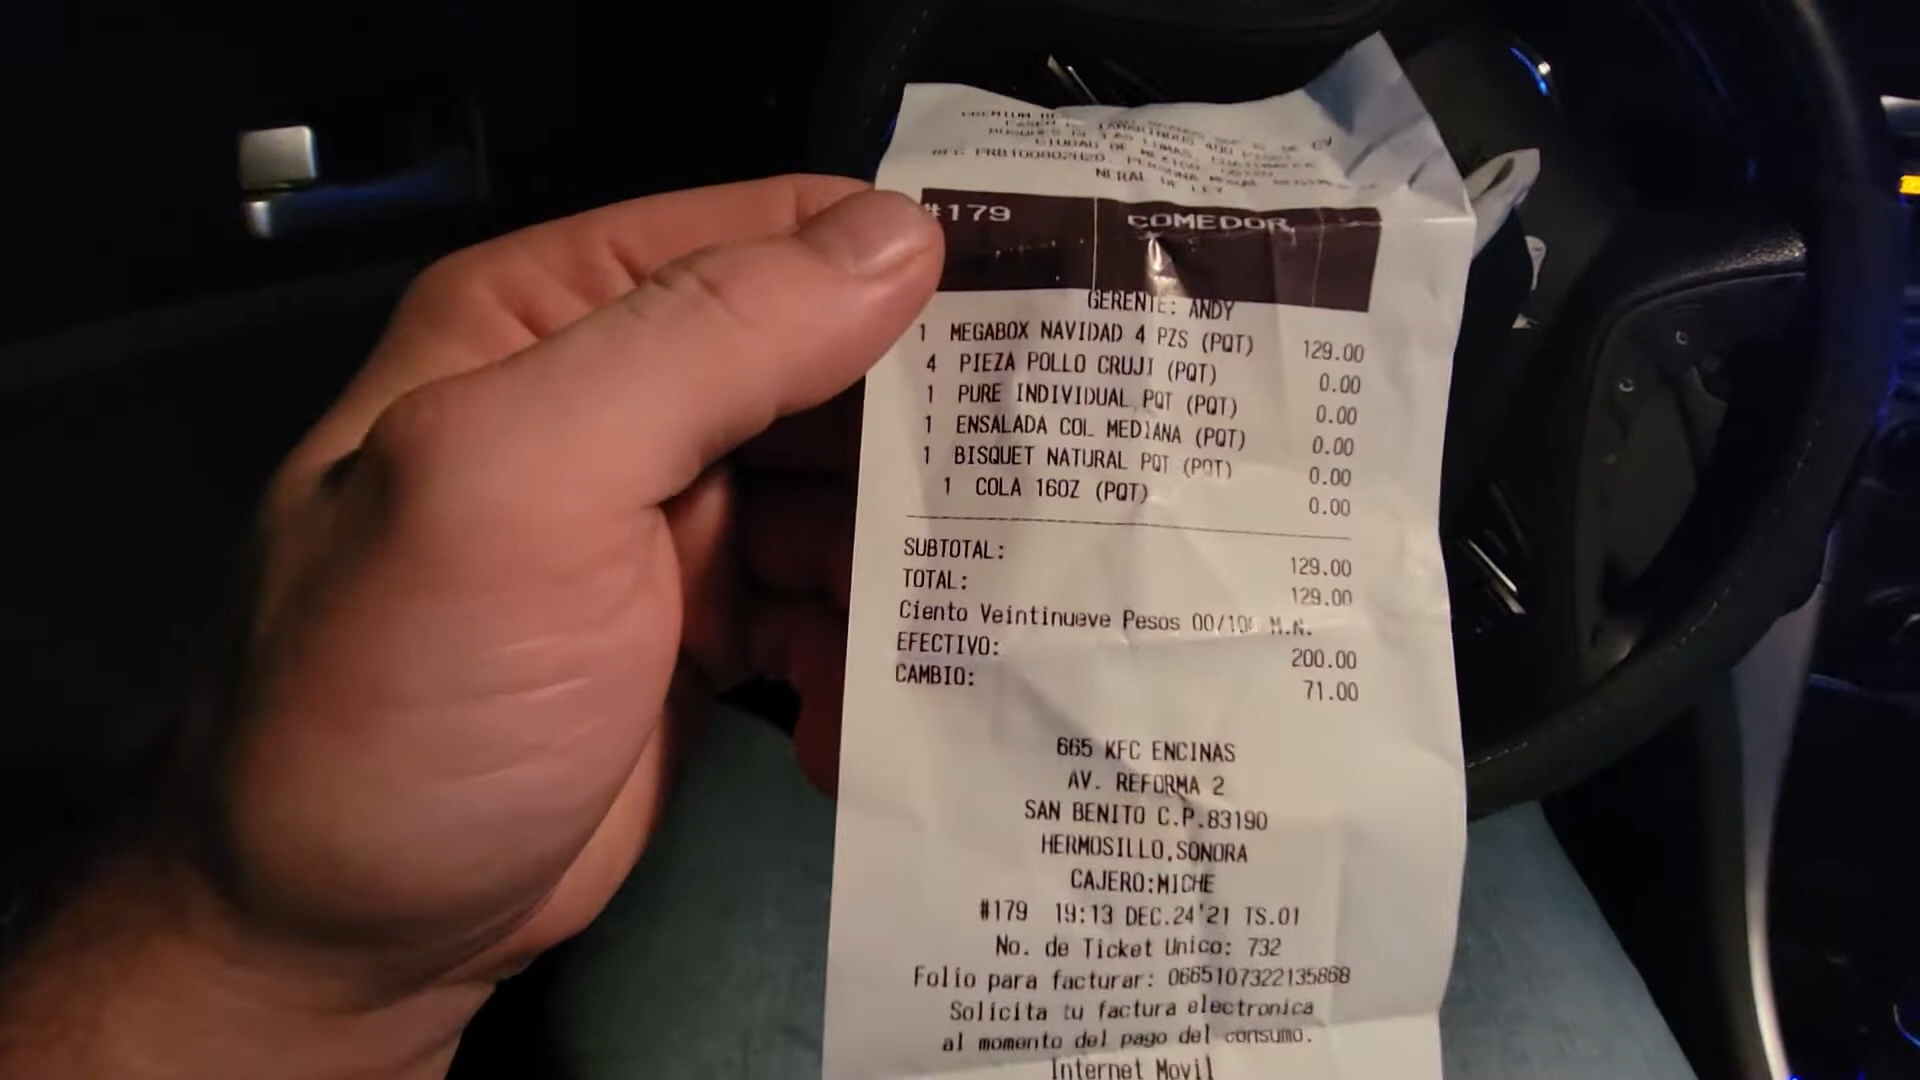 #179 COMEDOR
GERENTE: ANDY
1 MEGABOX NAVIDAD 4 PZS (PQT) 129.00
4 PIEZA POLLO CRUJI (PQT) 0.00
1 PURE INDIVIDUAL PQT (PQT) 0.00
1 ENSALADA COL MEDIANA (PQT) 0.00
1 BISQUET NATURAL PQT (PQT) 0.00
1 COLA 16OZ (PQT) 0.00
SUBTOTAL: 129.00
TOTAL: 129.00
Ciento Veintinueve Pesos 00/100 M.N.
EFECTIVO: 200.00
CAMBIO: 71.00
665 KFC ENCINAS
AV. REFORMA 2
SAN BENITO C.P.83190
HERMOSILLO,SONORA
CAJERO:MICHE
#179 19:13 DEC.24'21 TS.01
No. de Ticket Unico: 732
Folio para facturar: 0665107322135868
Solicita tu factura electronica
al momento del pago del consumo.
Internet Movil